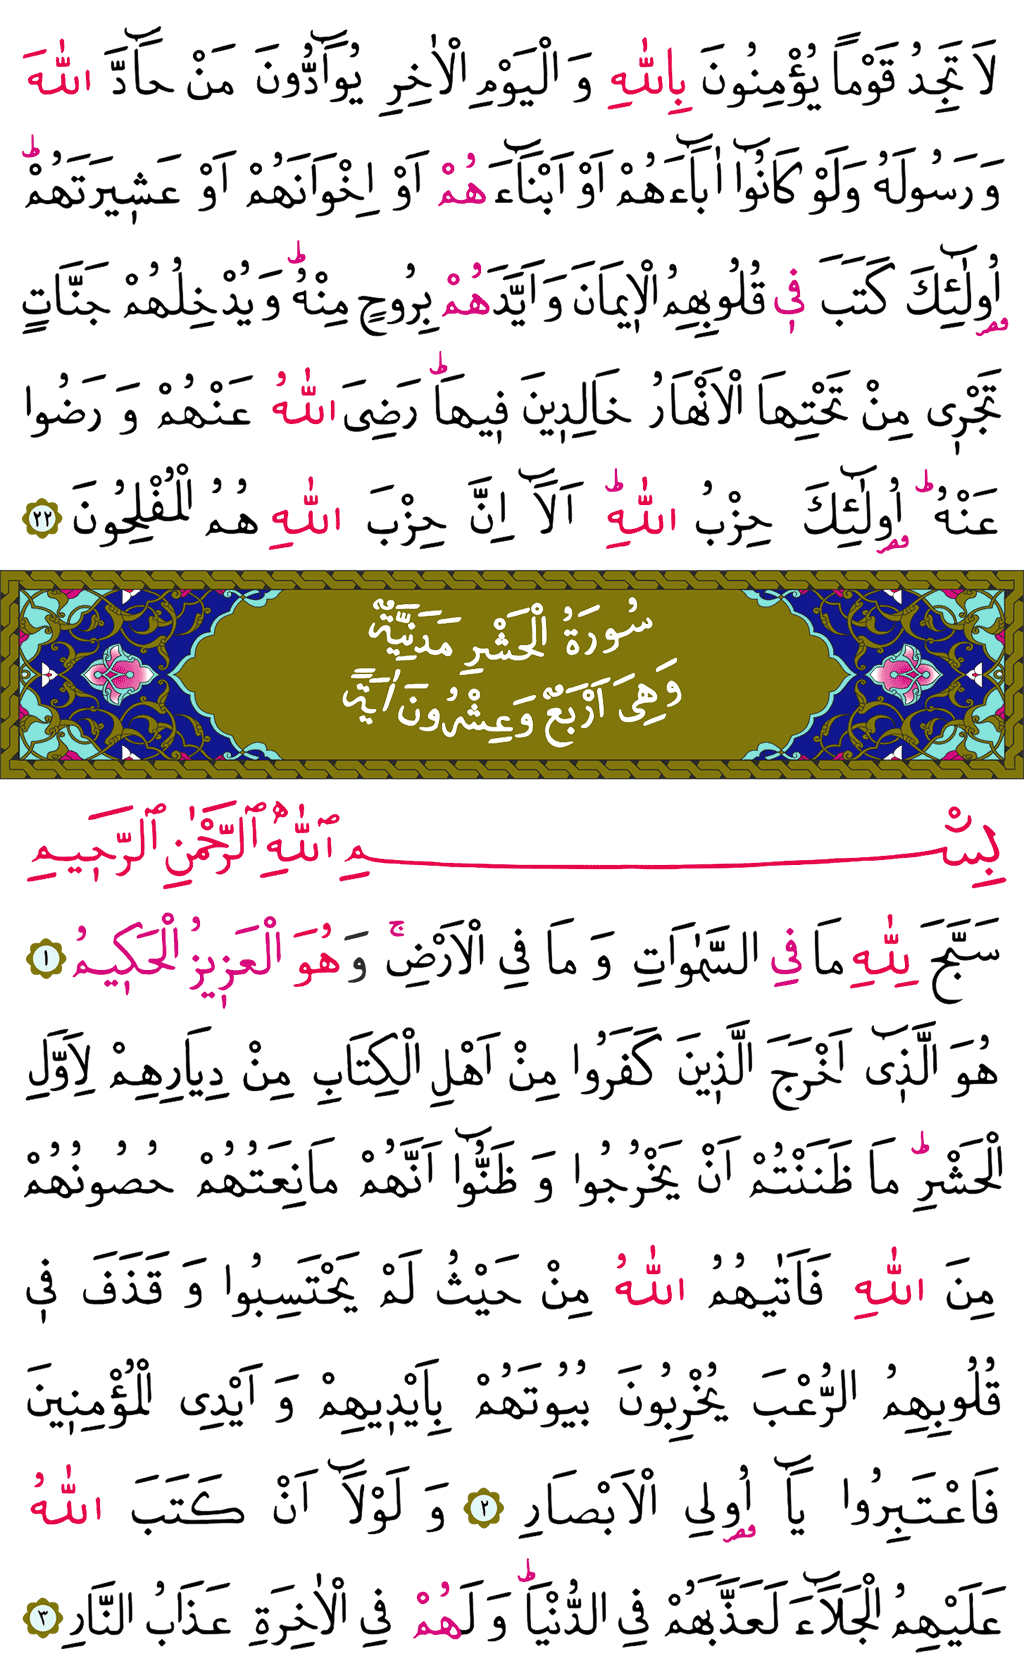 لَا تَجِدُ قَوْماً يُؤْمِنُونَ بِاللّٰهِ وَ الْيَوْمِ الْاٰخِرِ يُوَٓادُّونَ مَنْ حَٓادَّ اللّٰهَ
وَ رَسُولَهُ وَلَوْ كَانُٓوا اٰبَٓاءَهُمْ اَوْ اَبْنَٓاءَهُمْ اَوْ اِخْوَانَهُمْ اَوْ عَشٖيرَتَهُمْؕ
اُو۬لٰٓئِكَ كَتَبَ فٖي قُلُوبِهِمُ الْاٖيمَانَ وَ اَيَّدَهُمْ بِرُوحٍ مِنْهُؕ وَ يُدْخِلُهُمْ جَنَّاتٍ
تَجْرٖى مِنْ تَحْتِهَا الْاَنْهَارُ خَالِدٖينَ فٖيهَاؕ رَضِىَ اللّٰهُ عَنْهُمْ وَ رَضُوا
عَنْهُؕ اُو۬لٰٓئِكَ حِزْبُ اللّٰهِؕ اَلَٓا اِنَّ حِزْبَ اللّٰهِ هُمُ الْمُفْلِحُونَ ٢٢
سُورَةُ الْحَشْرِ مَدَنِيَّةٌ
وَهِىَ اَرْبَعٌ وَعِشْرُونَ اٰيَةً
بِسْمِ ٱللّٰهِ ٱلرَّحْمٰنِ ٱلرَّحٖيمِ
سَبَّحَ لِلّٰهِ مَا فِي السَّمٰوَاتِ وَ مَا فِي الْاَرْضِۚ وَهُوَ الْعَزٖيزُ الْحَكٖيمُ ١
هُوَ الَّذٖٓى اَخْرَجَ الَّذٖينَ كَفَرُوا مِنْ اَهْلِ الْكِتَابِ مِنْ دِيَارِهِمْ لِاَوَّلِ
الْحَشْرِؕ مَا ظَنَنْتُمْ اَنْ يَخْرُجُوا وَ ظَنُّٓوا اَنَّهُمْ مَانِعَتُهُمْ حُصُونُهُمْ
مِنَ اللّٰهِ فَاَتٰيهُمُ اللّٰهُ مِنْ حَيْثُ لَمْ يَحْتَسِبُوا وَ قَذَفَ فٖي
قُلُوبِهِمُ الرُّعْبَ يُخْرِبُونَ بُيُوتَهُمْ بِاَيْدٖيهِمْ وَ اَيْدِى الْمُؤْمِنٖينَ
فَاعْتَبِرُوا يَٓا اُو۬لِي الْاَبْصَارِ ٢ وَ لَوْلَٓا اَنْ كَتَبَ اللّٰهُ
عَلَيْهِمُ الْجَلَٓاءَ لَعَذَّبَهُمْ فِي الدُّنْيَاؕ وَ لَهُمْ فِي الْاٰخِرَةِ عَذَابُ النَّارِ ٣